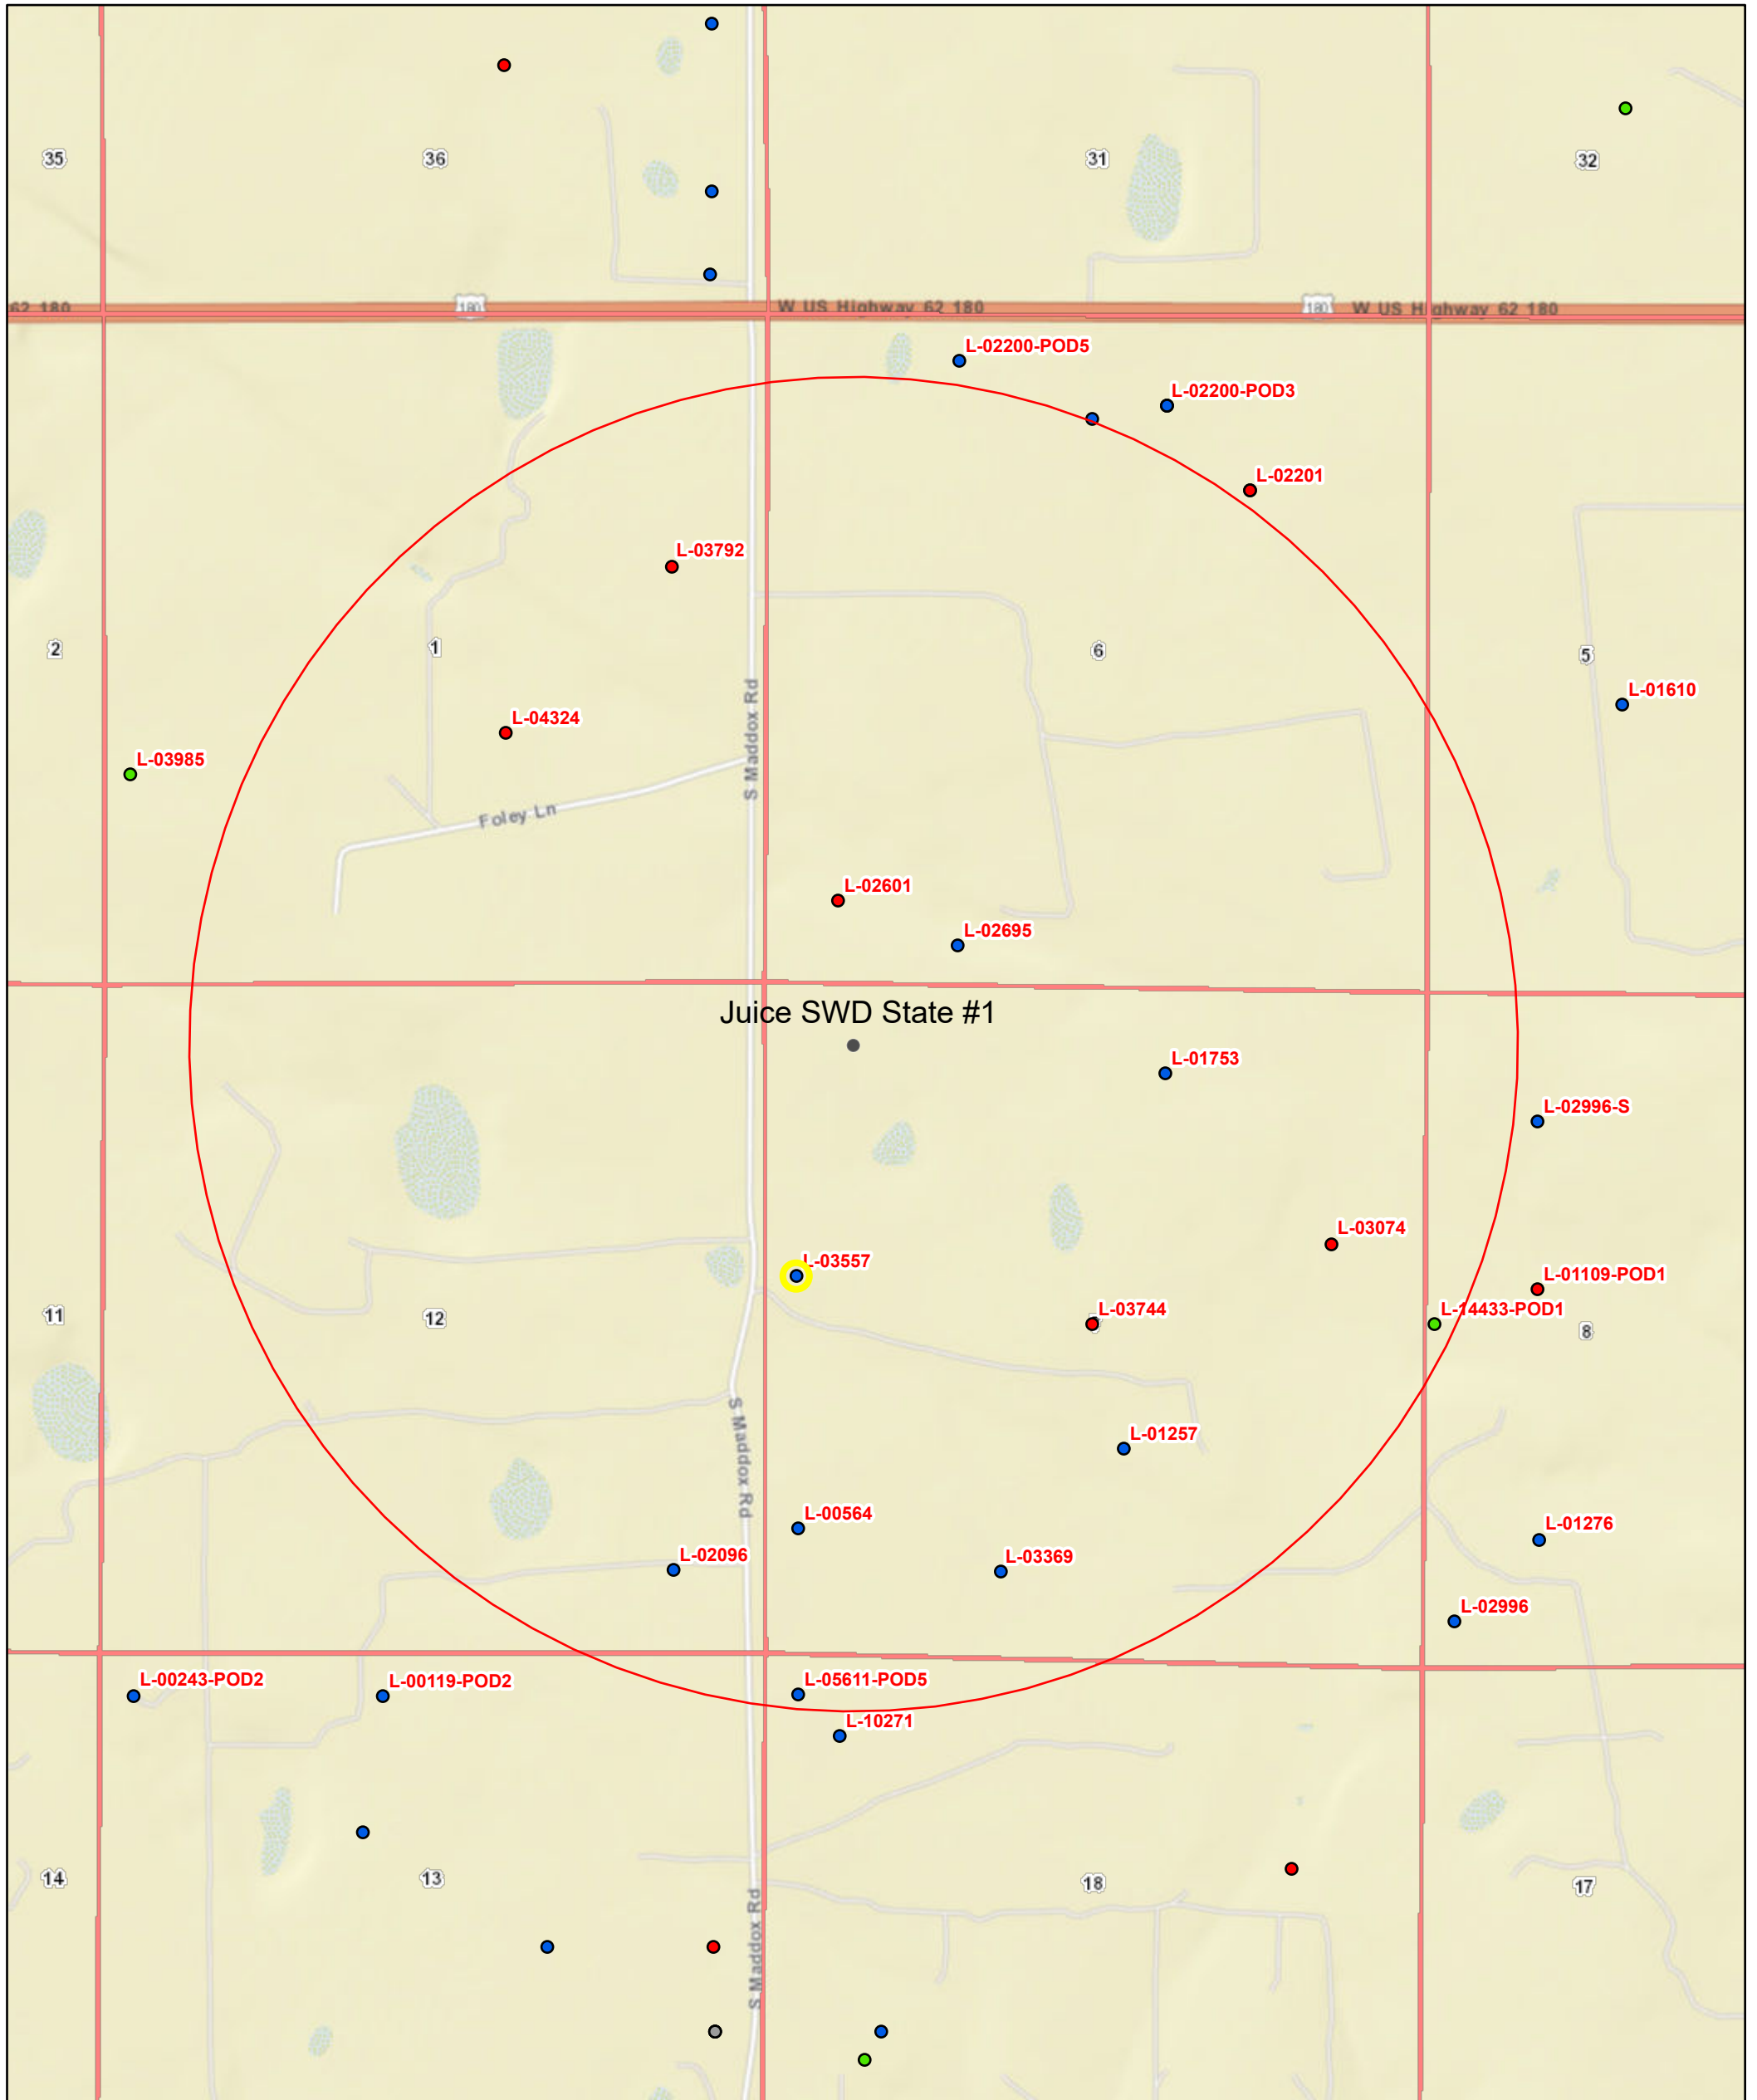 35
36
31
32
62 180
180
W US Highway 62 180
180
W US Highway 62 180
L-02200-POD5
L-02200-POD3
L-02201
L-03792
S Maddox Rd
2
1
6
5
L-01610
L-04324
L-03985
Foley Ln
L-02601
L-02695
Juice SWD State #1
L-01753
L-02996-S
L-03074
L-03557
L-01109-POD1
L-03744
L-14433-POD1
11
12
8
S Maddox Rd
L-01257
L-00564
L-01276
L-02096
L-03369
L-02996
L-00243-POD2
L-00119-POD2
L-05611-POD5
L-10271
14
13
18
17
S Maddox Rd